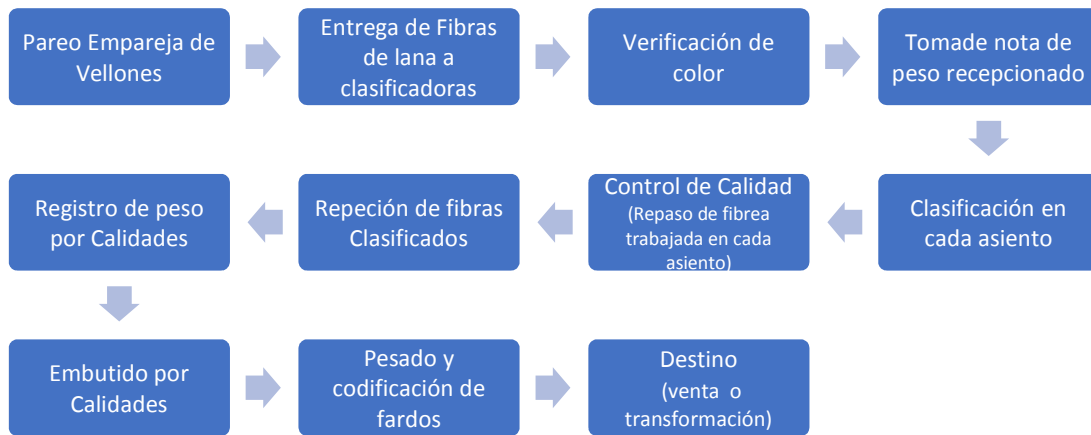 Pareo Empareja de
Vellones
Entrega de Fibras
de lana a
clasificadoras
Verificación de
color
Tomade nota de
peso recepcionado
Clasificación en
cada asiento
Control de Calidad
(Repaso de fibrea
trabajada en cada
asiento)
Repeción de fibras
Clasificados
Registro de peso
por Calidades
Embutido por
Calidades
Pesado y
codificación de
fardos
Destino
(venta o
transformación)